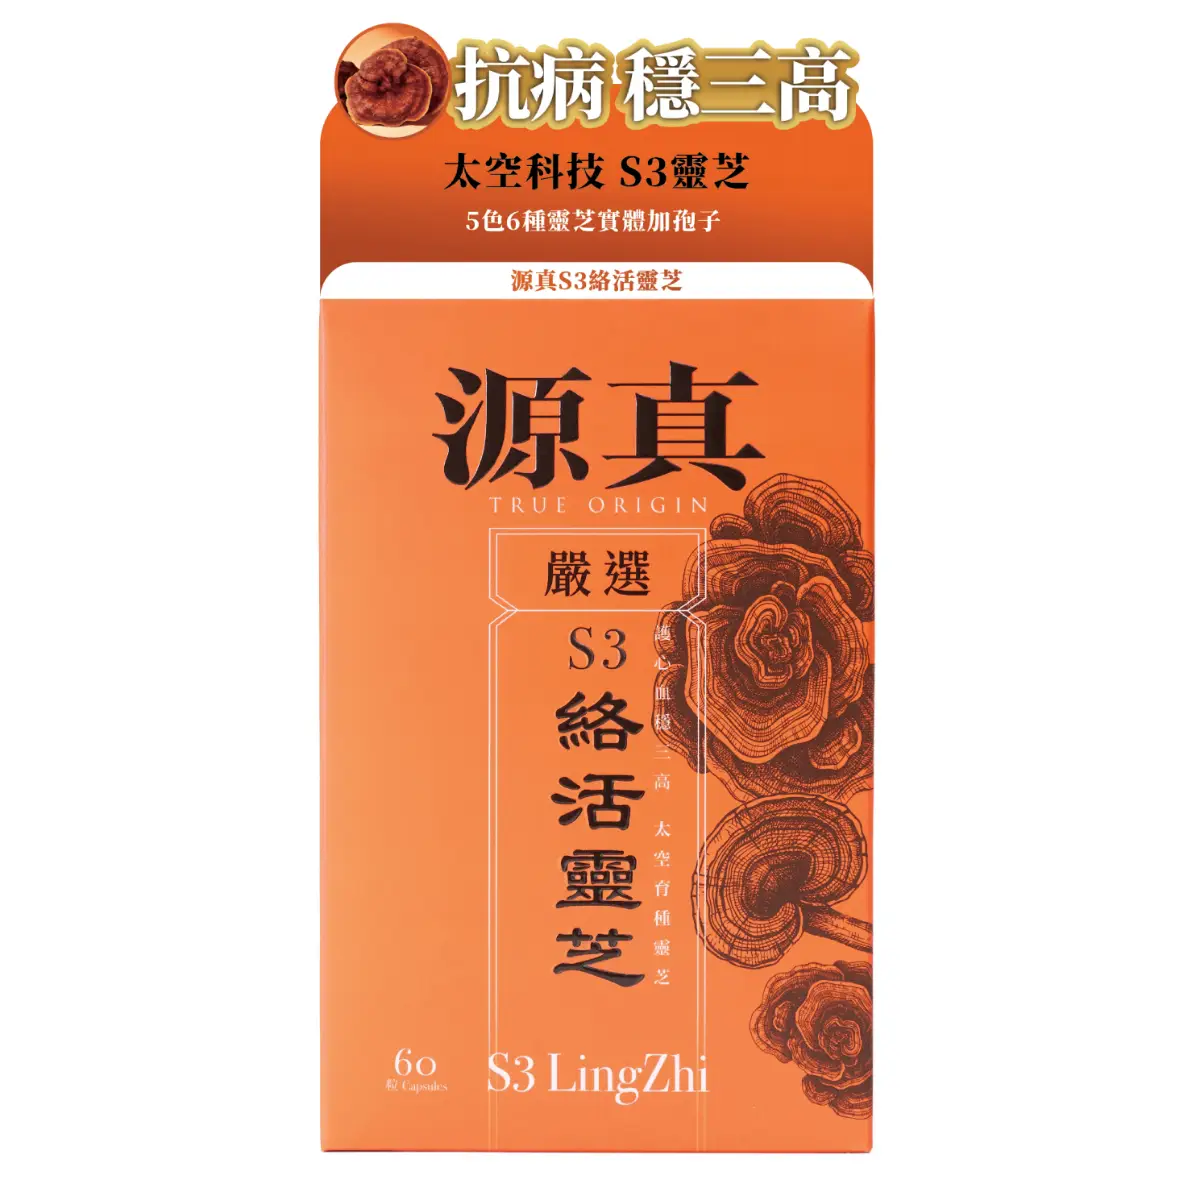 抗病 穩三高
太空科技 S3靈芝
5色6種靈芝實體加孢子
源真S3絡活靈芝
源真
TRUE ORIGIN
嚴選
S3
絡活靈芝
護心血穩三高 太空育種靈芝
60
粒 Capsules
S3 LingZhi